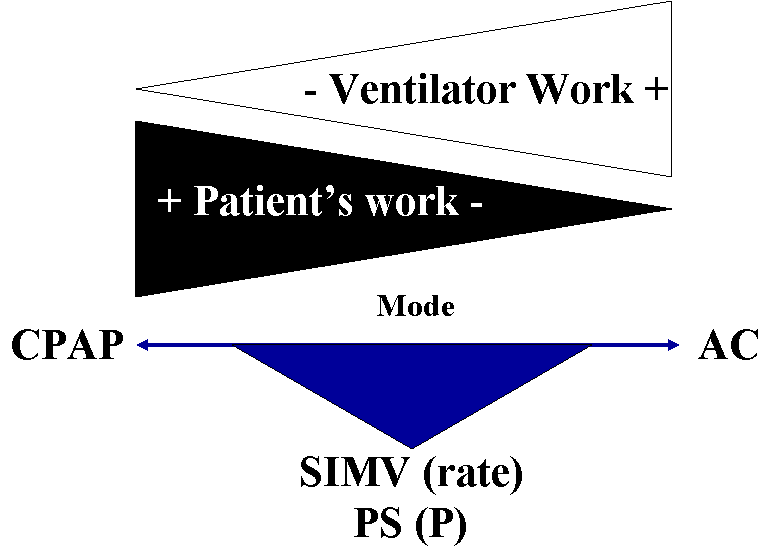 - Ventilator Work +
+ Patient’s work -
Mode
CPAP
AC
SIMV (rate)
PS (P)